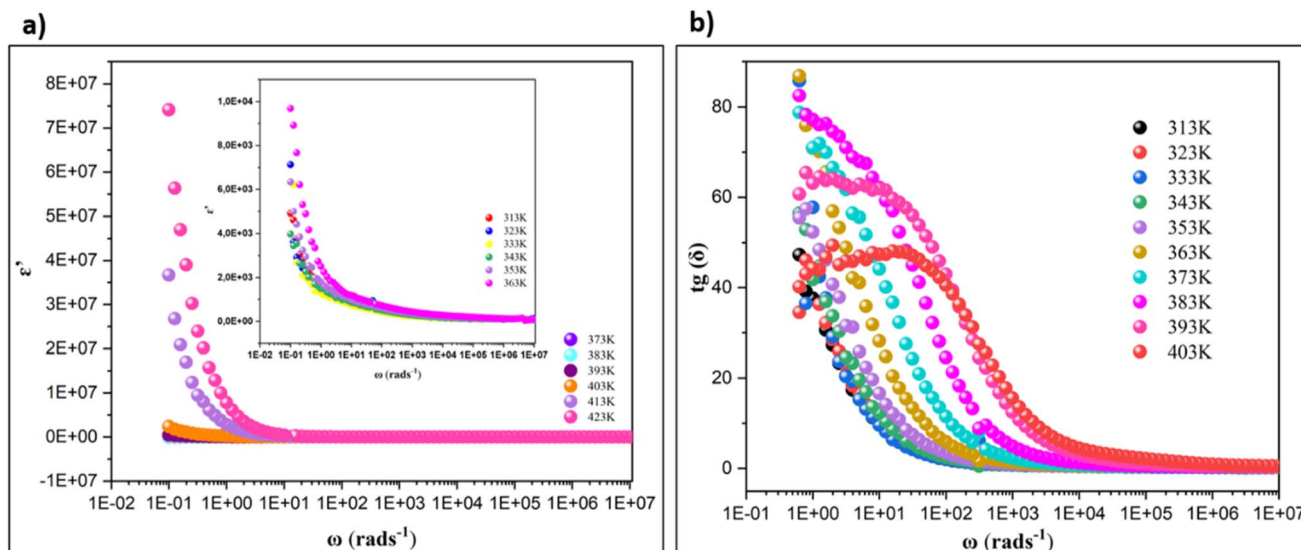 a)
8E+07
7E+07
6E+07
5E+07
4E+07
3E+07
2E+07
1E+07
0E+00
-1E+07
ε'
1E-02 1E-01 1E+00 1E+01 1E+02 1E+03 1E+04 1E+05 1E+06 1E+07
ω (rads-1)
373K
383K
393K
403K
413K
423K
1,0E+04
8,0E+03
6,0E+03
4,0E+03
2,0E+03
0,0E+00
ε'
1E-02 1E-01 1E+00 1E+01 1E+02 1E+03 1E+04 1E+05 1E+06 1E+07
ω (rads-1)
313K
323K
333K
343K
353K
363K
b)
80
60
40
20
0
tg (δ)
1E-01 1E+00 1E+01 1E+02 1E+03 1E+04 1E+05 1E+06 1E+07
ω (rads-1)
313K
323K
333K
343K
353K
363K
373K
383K
393K
403K